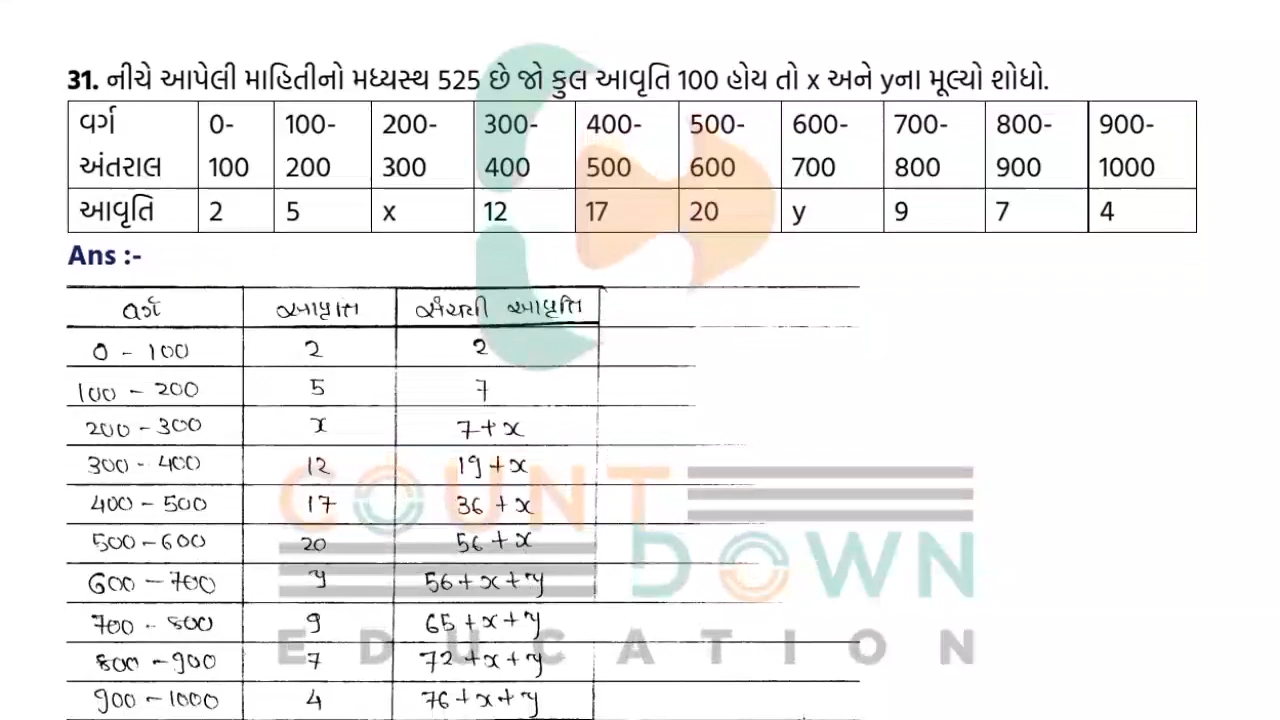 31. નીચે આપેલી માહિતીનો મધ્યસ્થ 525 છે જો કુલ આવૃતિ 100 હોય તો x અને yના મૂલ્યો શોધો.
વર્ગ અંતરાલ 0-100 100-200 200-300 300-400 400-500 500-600 600-700 700-800 800-900 900-1000
આવૃતિ 2 5 x 12 17 20 y 9 7 4
Ans :-
વર્ગ આવૃત્તિ સંચયી આવૃત્તિ
0 - 100 2 2
100 - 200 5 7
200 - 300 x 7 + x
300 - 400 12 19 + x
400 - 500 17 36 + x
500 - 600 20 56 + x
600 - 700 y 56 + x + y
700 - 800 9 65 + x + y
800 - 900 7 72 + x + y
900 - 1000 4 76 + x + y
COUNT
DOWN
EDUCATION